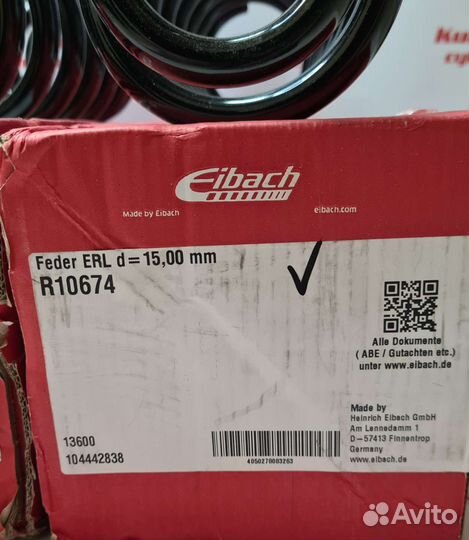 Eibach
Made by Eibach
eibach.com
Feder ERL d=15,00 mm
R10674
Alle Dokumente
( ABE / Gutachten etc.)
unter www.eibach.de
Made by
Heinrich Eibach GmbH
Am Lennedamm 1
D-57413 Finnentrop
Germany
www.eibach.de
13600
104442838
4050270003263
Avito